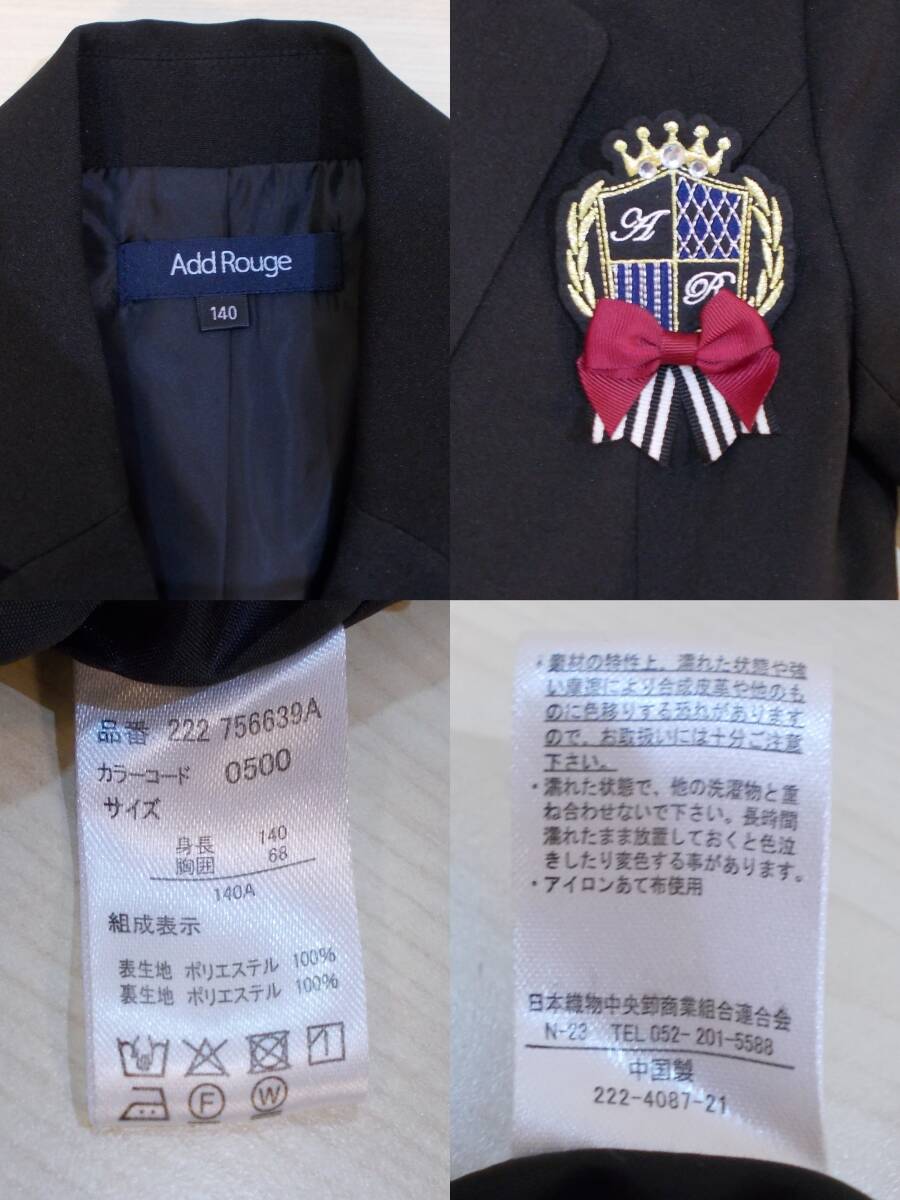 Add Rouge
140
A
R
品番 222 756639A
カラーコード 0500
サイズ
身長 140
胸囲 68
140A
組成表示
表生地 ポリエステル 100%
裏生地 ポリエステル 100%
F
W
・素材の特性上、濡れた状態や強
い摩擦により合成皮革や他のも
のに色移りする恐れがあります
ので、お取扱いには十分ご注意
下さい。
・濡れた状態で、他の洗濯物と重
ね合わせないで下さい。長時間
濡れたまま放置しておくと色泣
きしたり変色する事があります。
・アイロンあて布使用
日本織物中央卸商業組合連合会
N-23 TEL 052-201-5588
中国製
222-4087-21